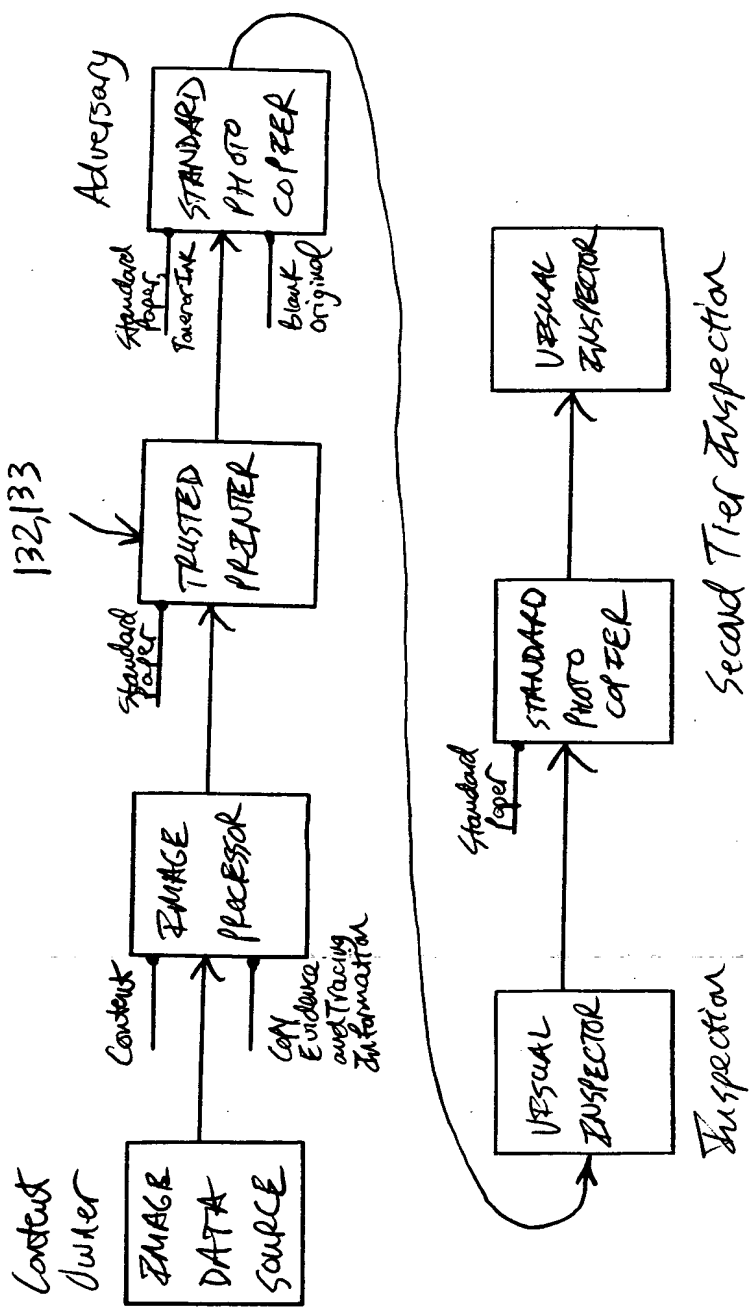 Content
Owner
IMAGE
DATA
SOURCE
Content
IMAGE
PROCESSOR
Copy
Evidence
and Tracing
Information
132,133
Standard
Paper
TRUSTED
PRINTER
Adversary
Standard
Paper,
Toner or Ink
STANDARD
PHOTO
COPIER
Blank
Original
VISUAL
INSPECTOR
Inspection
Standard
Paper
STANDARD
PHOTO
COPIER
VISUAL
INSPECTOR
Second Tier Inspection